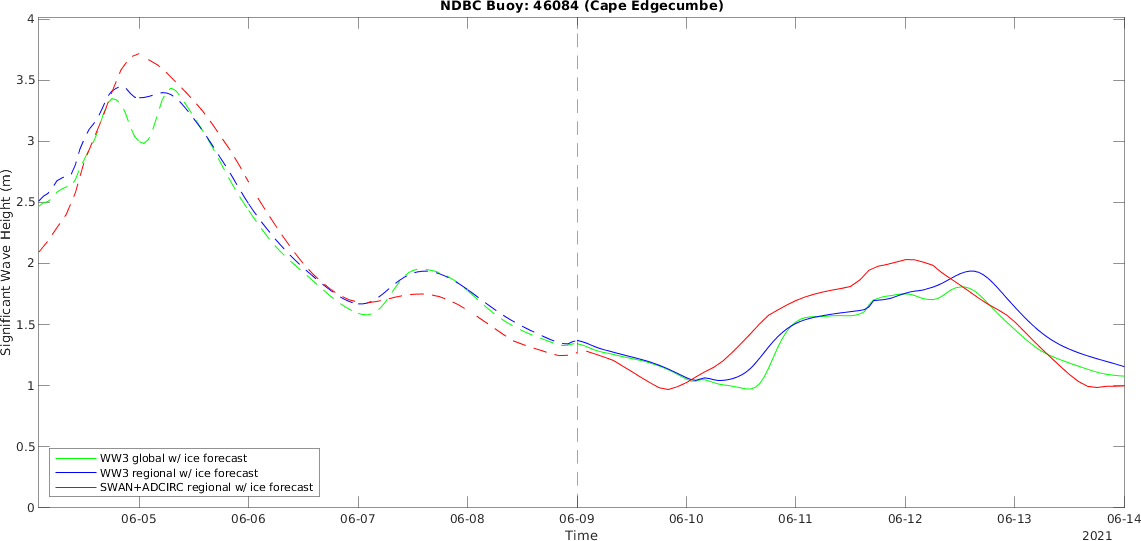 NDBC Buoy: 46084 (Cape Edgecumbe)
4
3.5
3
2.5
2
1.5
1
0.5
0
Significant Wave Height (m)
WW3 global w/ ice forecast
WW3 regional w/ ice forecast
SWAN+ADCIRC regional w/ ice forecast
06-05 06-06 06-07 06-08 06-09 06-10 06-11 06-12 06-13 06-14
Time
2021